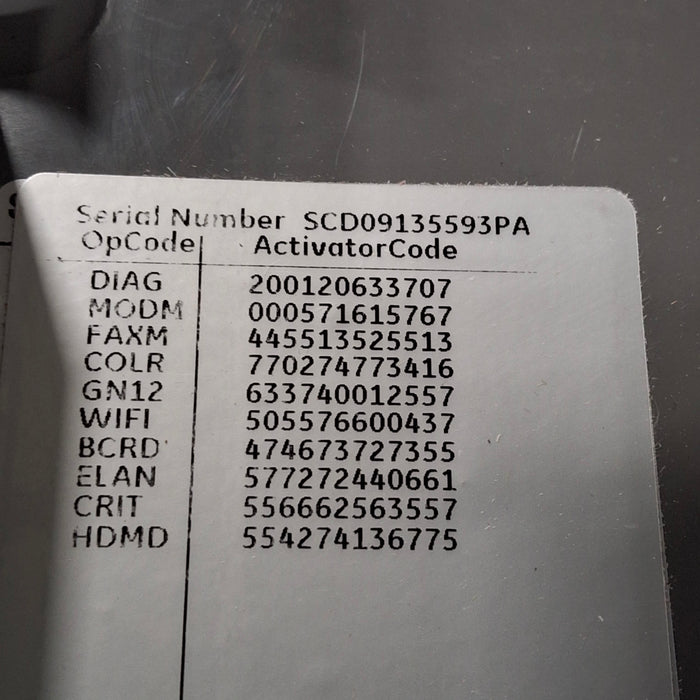 Serial Number SCD09135593PA
OpCode ActivatorCode
DIAG 200120633707
MODM 000571615767
FAXM 445513525513
COLR 770274773416
GN12 633740012557
WIFI 505576600437
BCRD 474673727355
ELAN 577272440661
CRIT 556662563557
HDMD 554274136775